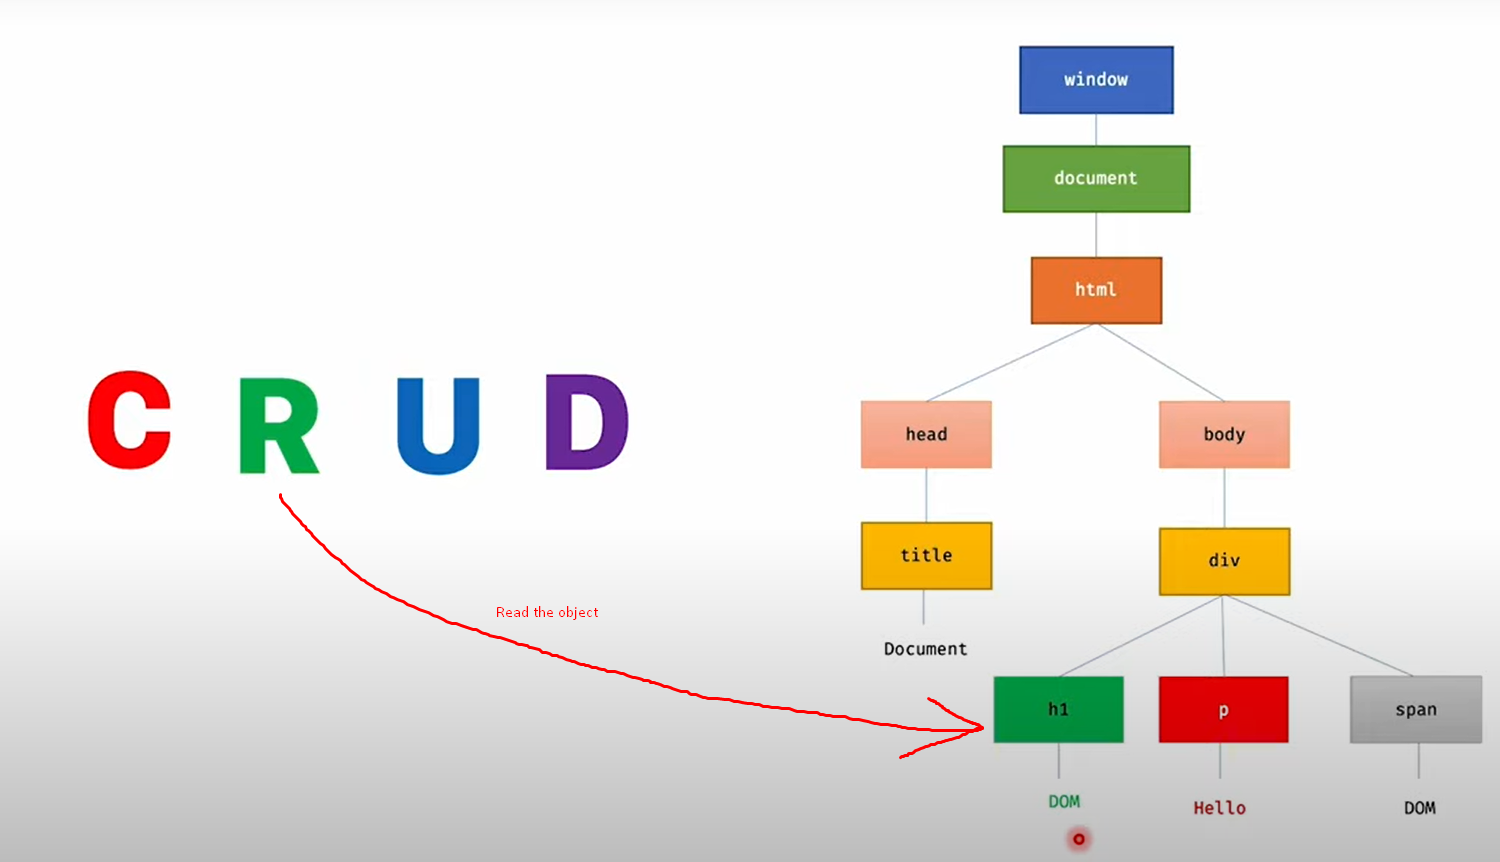 window
document
html
C R U D
head
body
title
div
Read the object
Document
h1
p
span
DOM
Hello
DOM